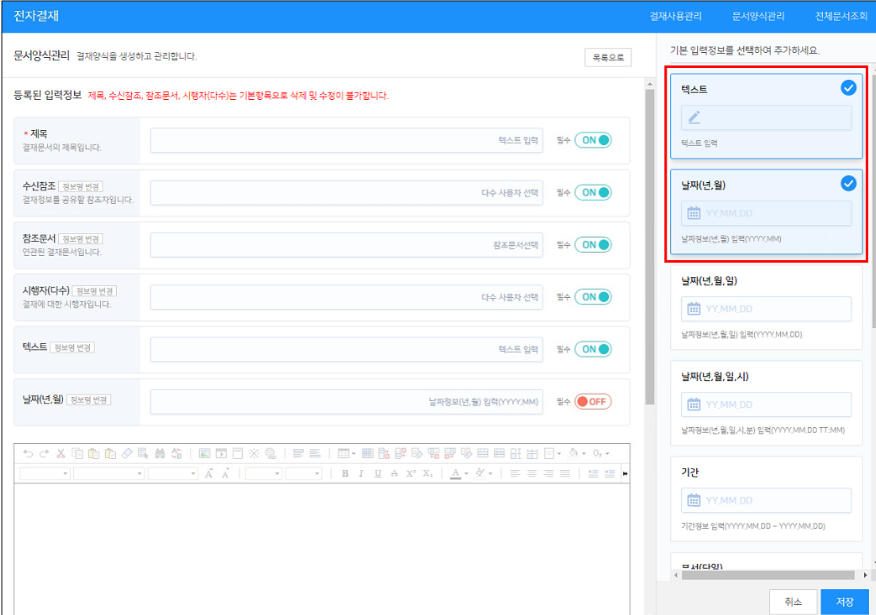 전자결재
결재사용관리 문서양식관리 전체문서조회
문서양식관리 결재양식을 생성하고 관리합니다.
목록으로
등록된 입력정보 제목, 수신참조, 참조문서, 시행자(다수)는 기본항목으로 삭제 및 수정이 불가합니다.
* 제목
결재문서의 제목입니다.
텍스트 입력 필수 ON
수신참조 정보명 변경
결재정보를 공유할 참조자입니다.
다수 사용자 선택 필수 ON
참조문서 정보명 변경
연관된 결재문서입니다.
참조문서선택 필수 ON
시행자(다수) 정보명 변경
결재에 대한 시행자입니다.
다수 사용자 선택 필수 ON
텍스트 정보명 변경
텍스트 입력 필수 ON
날짜(년,월) 정보명 변경
날짜정보(년,월) 입력(YYYY,MM) 필수 OFF
기본 입력정보를 선택하여 추가하세요.
텍스트
텍스트 입력
날짜(년,월)
YY,MM,DD
날짜정보(년,월) 입력(YYYY,MM)
날짜(년,월,일)
YY,MM,DD
날짜정보(년,월,일) 입력(YYYY,MM,DD)
날짜(년,월,일,시)
YY,MM,DD
날짜정보(년,월,일,시,분) 입력(YYYY,MM,DD TT:MM)
기간
YY,MM,DD
기간정보 입력(YYYY,MM,DD ~ YYYY,MM,DD)
문서(단일)
취소 저장